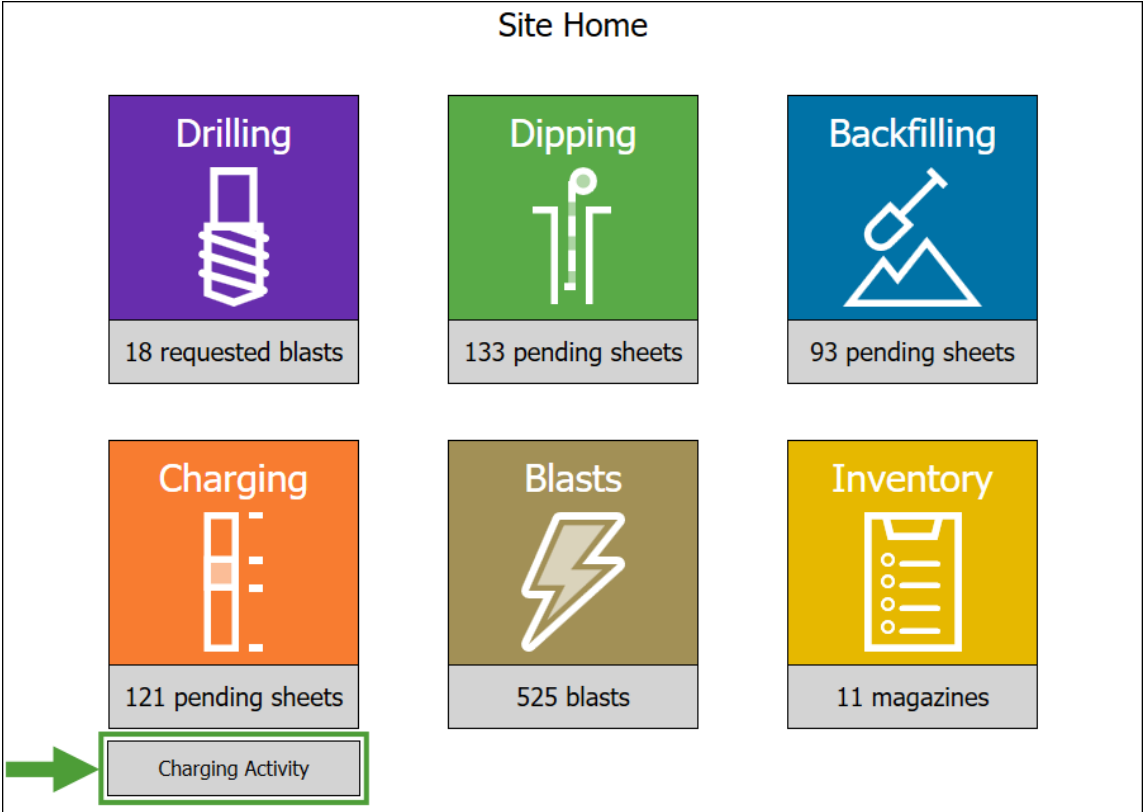 Site Home
Drilling
Dipping
Backfilling
18 requested blasts
133 pending sheets
93 pending sheets
Charging
Blasts
Inventory
121 pending sheets
525 blasts
11 magazines
Charging Activity